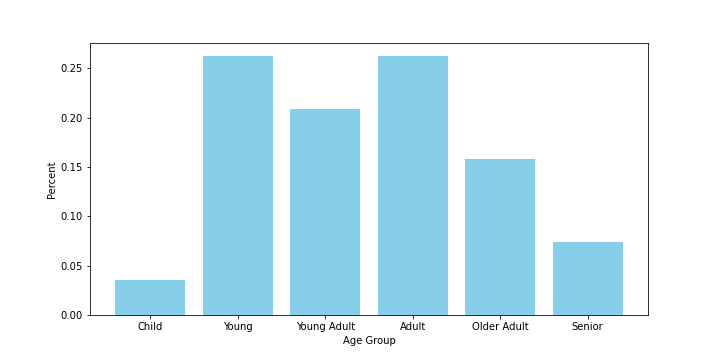 0.25
0.20
0.15
0.10
0.05
0.00
Percent
Child Young Young Adult Adult Older Adult Senior
Age Group